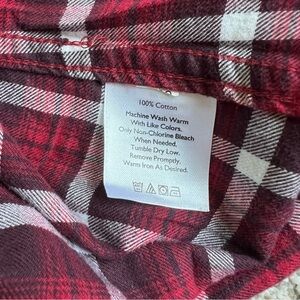 100% Cotton
Machine Wash Warm
With Like Colors.
Only Non-Chlorine Bleach
When Needed.
Tumble Dry Low.
Remove Promptly.
Warm Iron As Desired.